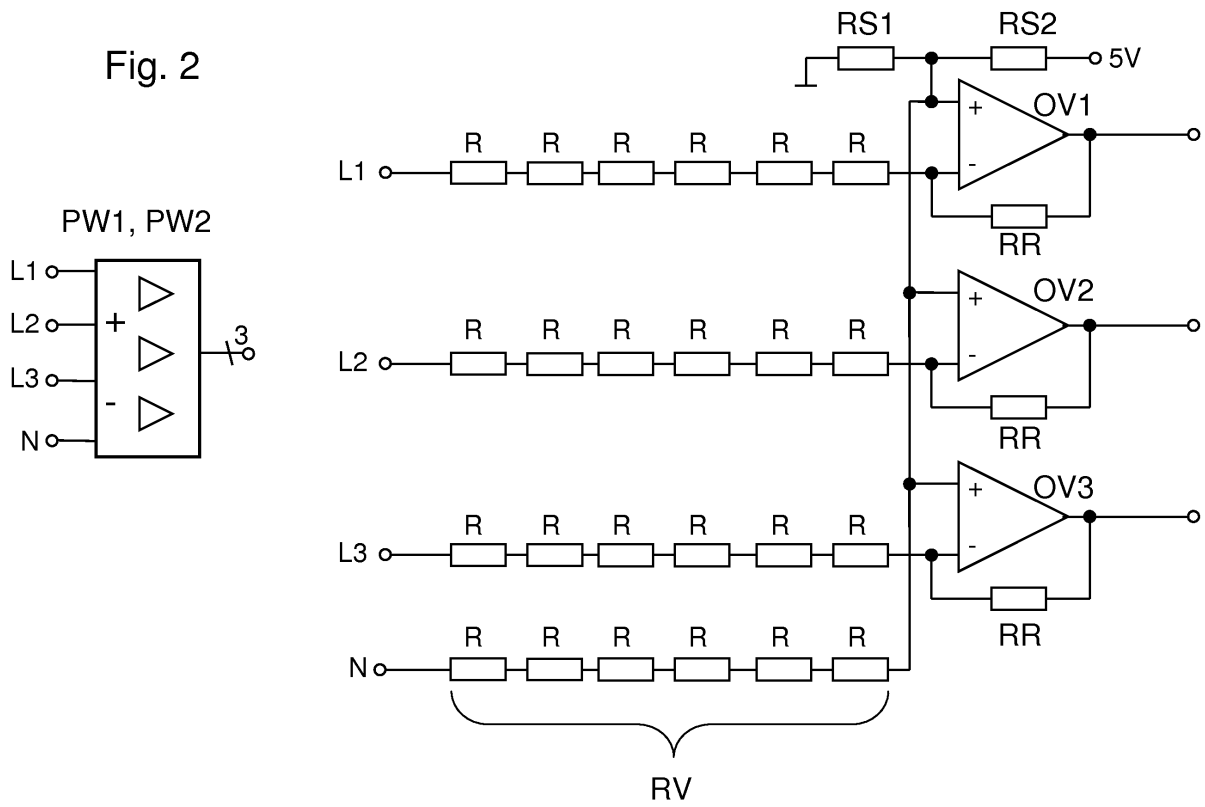 Fig. 2
RS1 RS2
5V
+ OV1
R R R R R R
L1 -
RR
PW1, PW2
L1
L2 +
3
L3
-
N
+ OV2
R R R R R R
L2 -
RR
+ OV3
R R R R R R
L3 -
RR
R R R R R R
N
RV